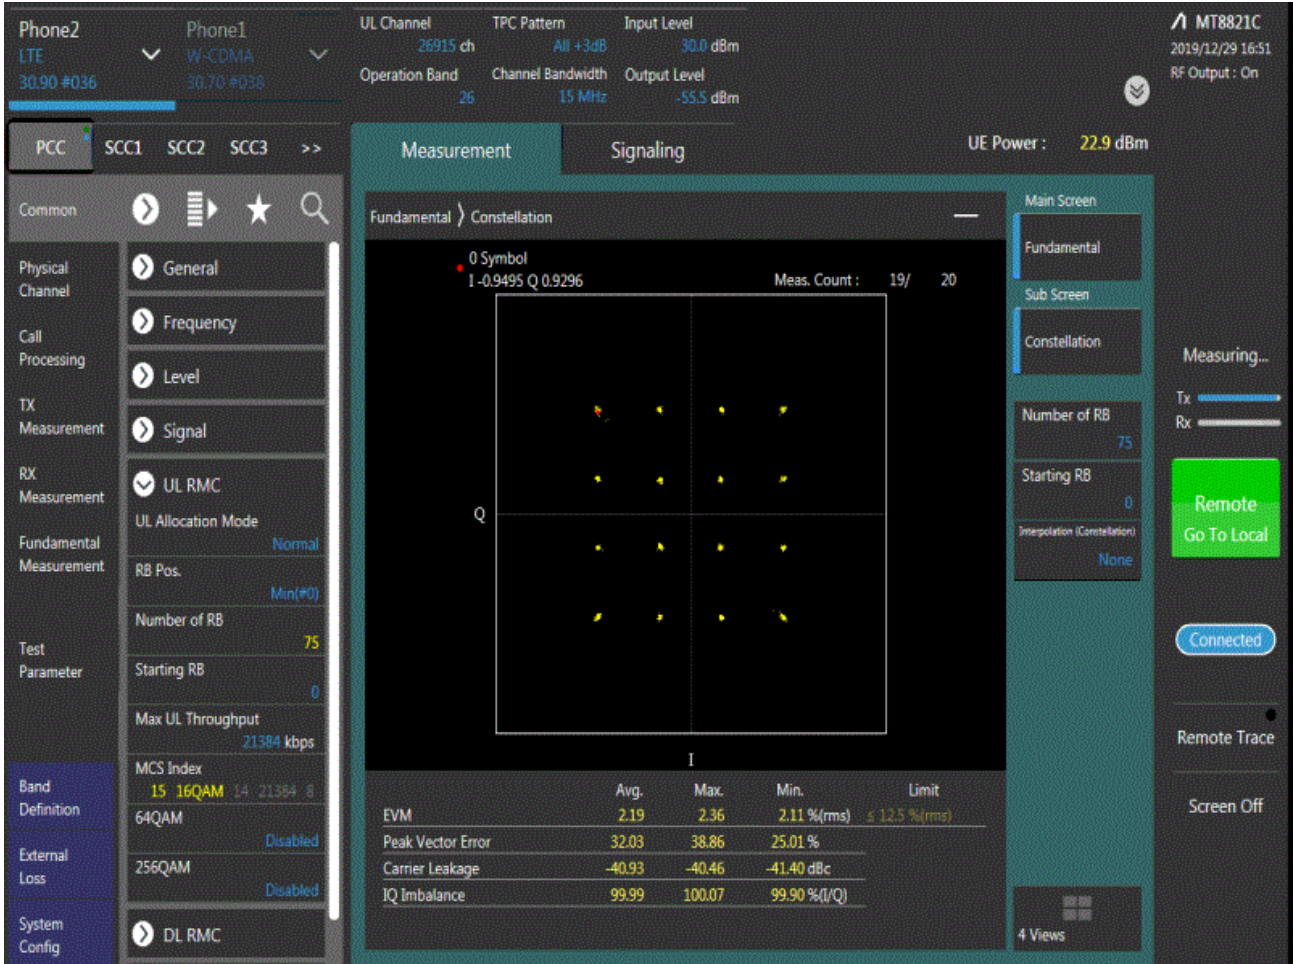 Phone2
LTE
30.90 #036
Phone1
W-CDMA
30.70 #038
UL Channel
26915 ch
TPC Pattern
All +3dB
Input Level
30.0 dBm
Operation Band
26
Channel Bandwidth
15 MHz
Output Level
-55.5 dBm
MT8821C
2019/12/29 16:51
RF Output : On
PCC SCC1 SCC2 SCC3 >>
Measurement
Signaling
UE Power : 22.9 dBm
Common
Physical
Channel
Call
Processing
TX
Measurement
RX
Measurement
Fundamental
Measurement
Test
Parameter
Band
Definition
External
Loss
System
Config
General
Frequency
Level
Signal
UL RMC
UL Allocation Mode
Normal
RB Pos.
Min(#0)
Number of RB
75
Starting RB
0
Max UL Throughput
21384 kbps
MCS Index
15 16QAM 14 21384 8
64QAM
Disabled
256QAM
Disabled
DL RMC
Fundamental 〉 Constellation
0 Symbol
I -0.9495 Q 0.9296
Meas. Count : 19/ 20
Q
I
Avg. Max. Min. Limit
EVM 2.19 2.36 2.11 %(rms) ≤ 12.5 %(rms)
Peak Vector Error 32.03 38.86 25.01 %
Carrier Leakage -40.93 -40.46 -41.40 dBc
IQ Imbalance 99.99 100.07 99.90 %(I/Q)
Main Screen
Fundamental
Sub Screen
Constellation
Number of RB
75
Starting RB
0
Interpolation (Constellation)
None
4 Views
Measuring...
Tx
Rx
Remote
Go To Local
Connected
Remote Trace
Screen Off